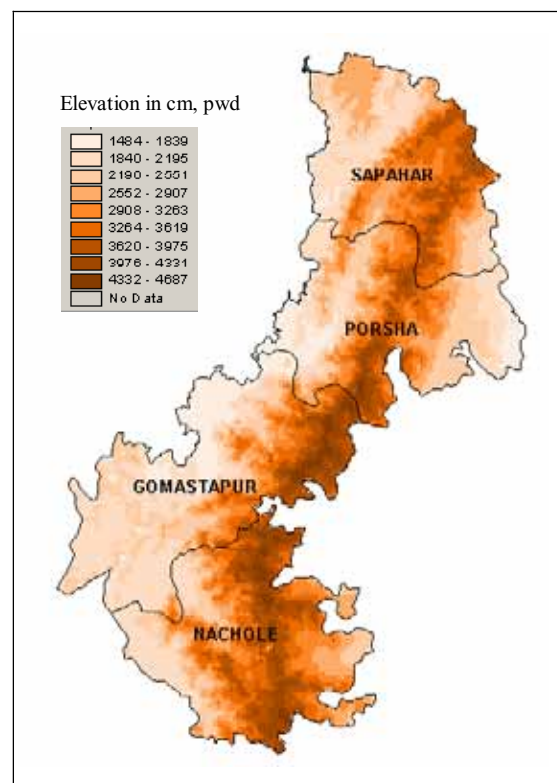 Elevation in cm, pwd
1484 - 1839
1840 - 2195
2190 - 2551
2552 - 2907
2908 - 3263
3264 - 3619
3620 - 3975
3976 - 4331
4332 - 4687
No Data
SAPAHAR
PORSHA
GOMASTAPUR
NACHOLE